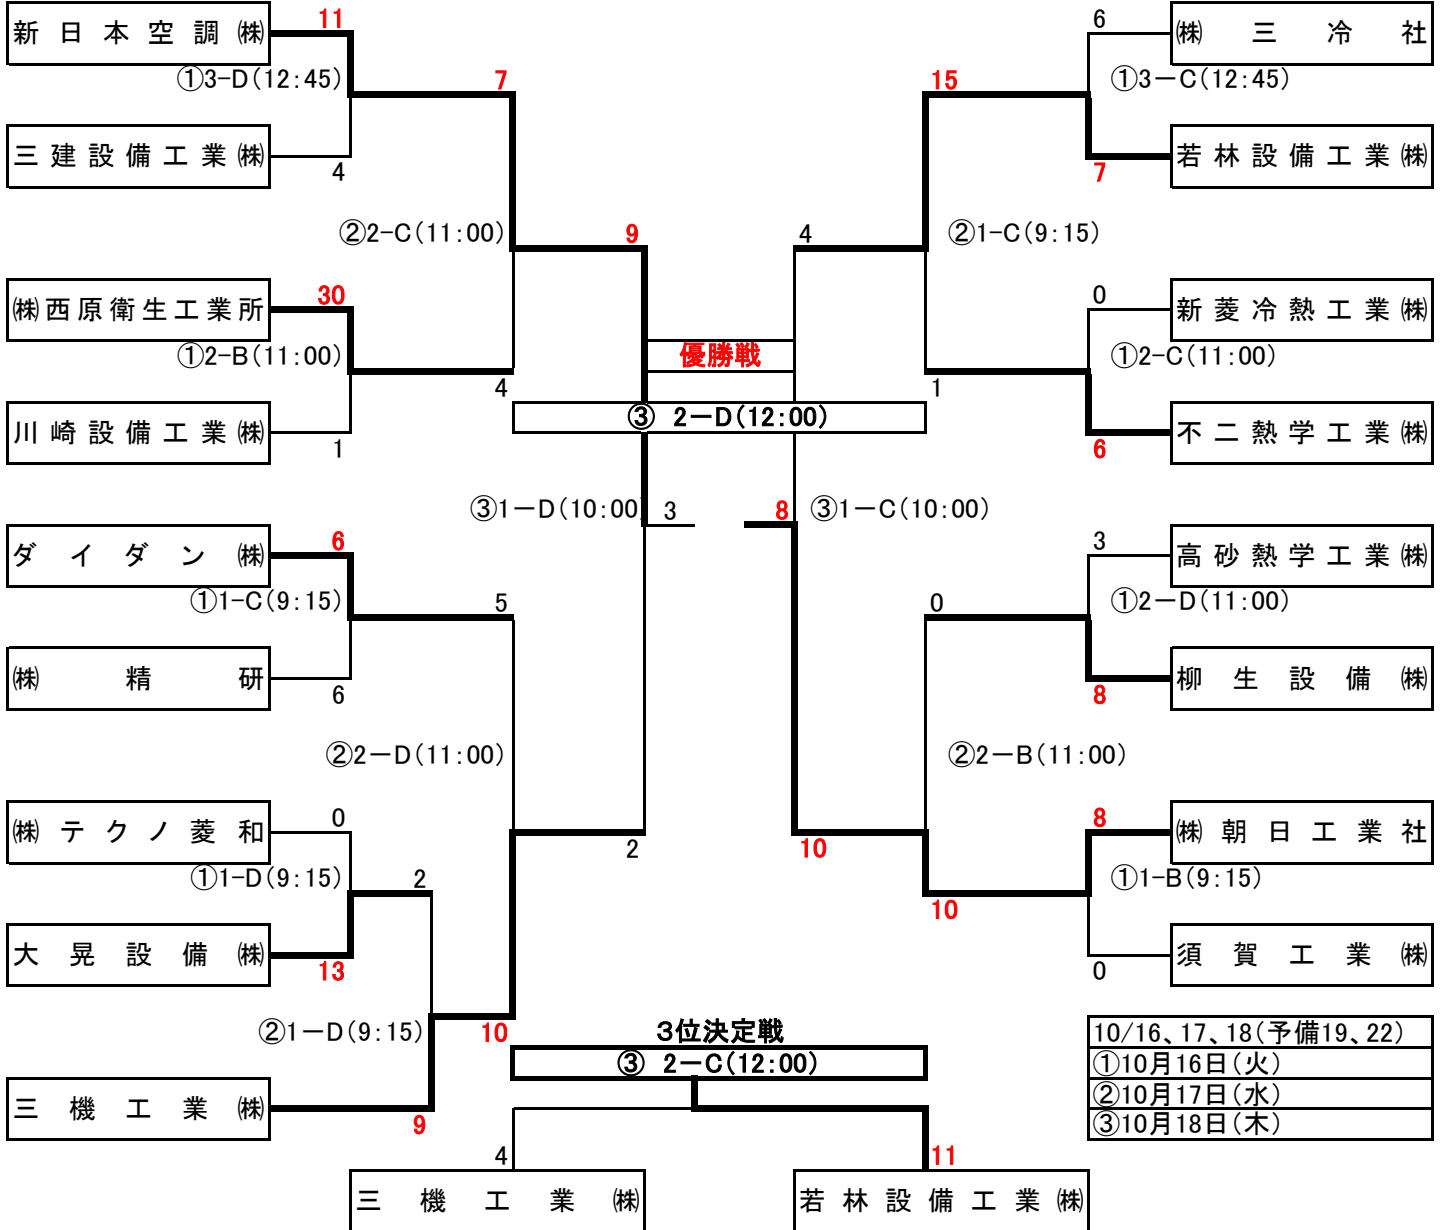 新日本空調㈱
11
①3-D(12:45)
三建設備工業㈱
4
7
②2-C(11:00)
㈱西原衛生工業所
30
①2-B(11:00)
川崎設備工業㈱
1
4
9
ダイダン㈱
6
①1-C(9:15)
㈱精研
6
5
②2－D(11:00)
㈱テクノ菱和
0
①1-D(9:15)
大晃設備㈱
13
2
②1－D(9:15)
三機工業㈱
9
10
2
③1－D(10:00)
3
優勝戦
③ 2－D(12:00)
8
③1－C(10:00)
4
10
6
㈱三冷社
①3－C(12:45)
7
若林設備工業㈱
15
②1-C(9:15)
0
新菱冷熱工業㈱
①2-C(11:00)
6
不二熱学工業㈱
1
3
高砂熱学工業㈱
①2－D(11:00)
8
柳生設備㈱
0
②2－B(11:00)
8
㈱朝日工業社
①1-B(9:15)
0
須賀工業㈱
10
3位決定戦
③ 2－C(12:00)
4
三機工業㈱
11
若林設備工業㈱
10/16、17、18(予備19、22)
①10月16日(火)
②10月17日(水)
③10月18日(木)